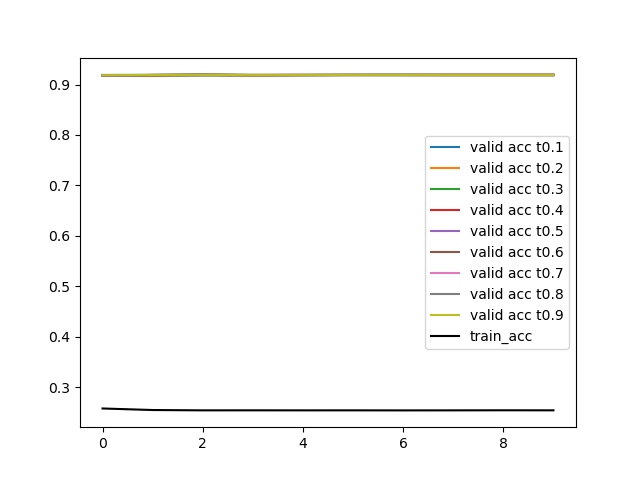 0.9
0.8
0.7
0.6
0.5
0.4
0.3
0 2 4 6 8
valid acc t0.1
valid acc t0.2
valid acc t0.3
valid acc t0.4
valid acc t0.5
valid acc t0.6
valid acc t0.7
valid acc t0.8
valid acc t0.9
train_acc